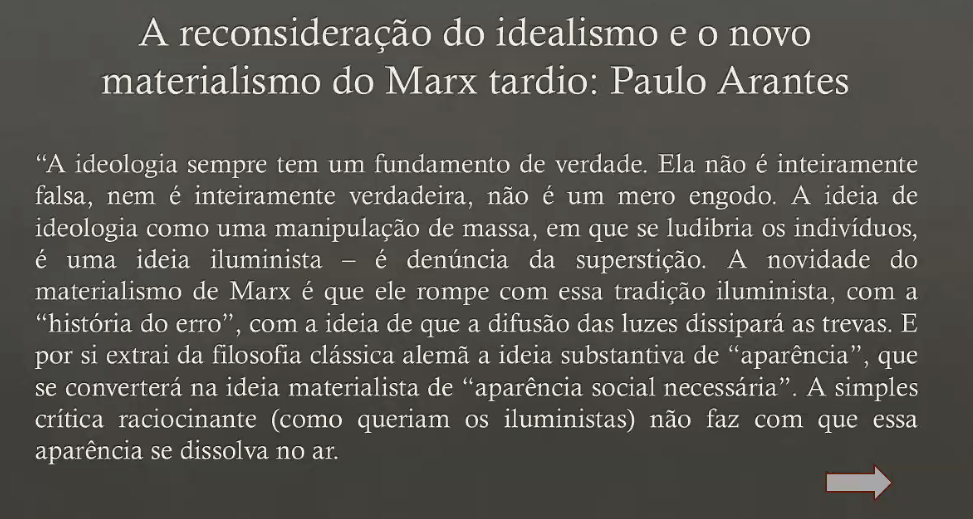 A reconsideração do idealismo e o novo
materialismo do Marx tardio: Paulo Arantes
“A ideologia sempre tem um fundamento de verdade. Ela não é inteiramente
falsa, nem é inteiramente verdadeira, não é um mero engodo. A ideia de
ideologia como uma manipulação de massa, em que se ludibria os indivíduos,
é uma ideia iluminista – é denúncia da superstição. A novidade do
materialismo de Marx é que ele rompe com essa tradição iluminista, com a
“história do erro”, com a ideia de que a difusão das luzes dissipará as trevas. E
por si extrai da filosofia clássica alemã a ideia substantiva de “aparência”, que
se converterá na ideia materialista de “aparência social necessária”. A simples
crítica raciocinante (como queriam os iluministas) não faz com que essa
aparência se dissolva no ar.